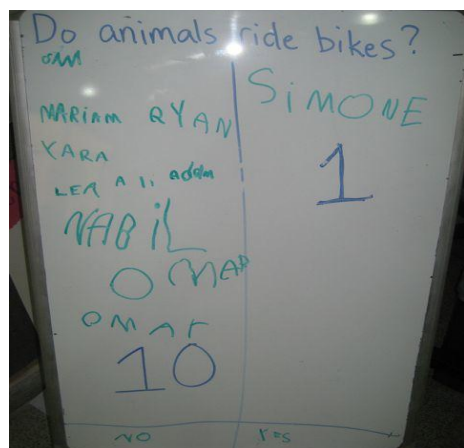 Do animals ride bikes?
MARiam RYAN
YARA
LEA Ali adam
NABiL
OMAR
OMAr
10
SiMONE
1
NO
YES